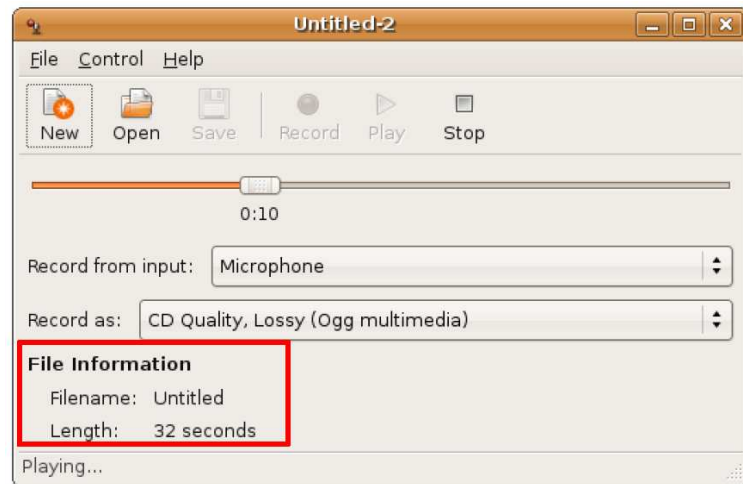 Untitled-2
File Control Help
New Open Save Record Play Stop
0:10
Record from input: Microphone
Record as: CD Quality, Lossy (Ogg multimedia)
File Information
Filename: Untitled
Length: 32 seconds
Playing...